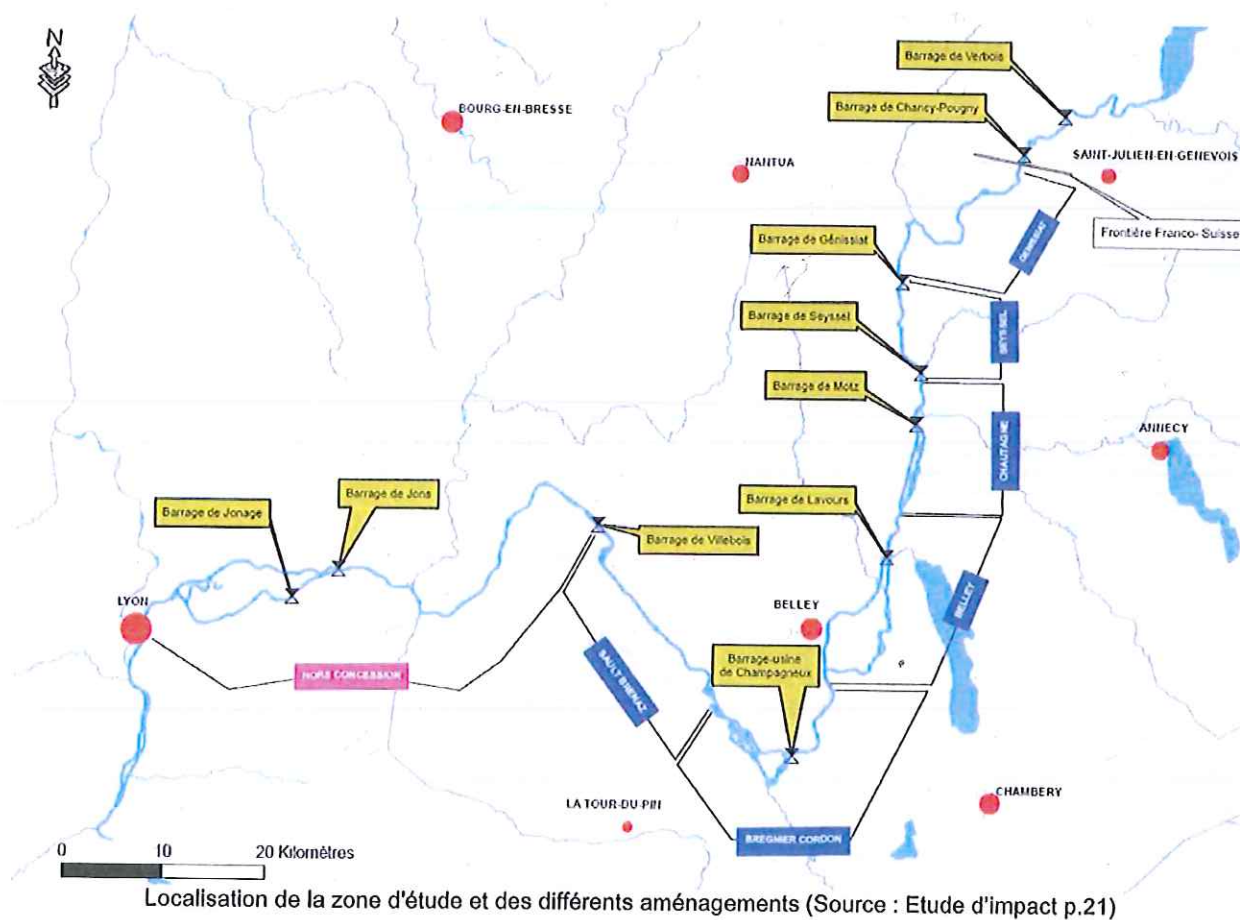 N
Barrage de Verbois
BOURG-EN-BRESSE
Barrage de Chancy-Pougny
NANTUA
SAINT-JULIEN-EN-GENEVOIS
Frontière Franco- Suisse
GENISSIAT
Barrage de Génissiat
SEYSSEL
Barrage de Seyssel
Barrage de Motz
CHAUTAGNE
ANNECY
Barrage de Jons
Barrage de Jonage
Barrage de Lavours
Barrage de Villebois
LYON
BELLEY
BELLEY
HORS CONCESSION
SAULT BRENAZ
Barrage-usine
de Champagneux
LA TOUR-DU-PIN
CHAMBERY
BREGNIER CORDON
0 10 20 Kilomètres
Localisation de la zone d'étude et des différents aménagements (Source : Etude d'impact p.21)